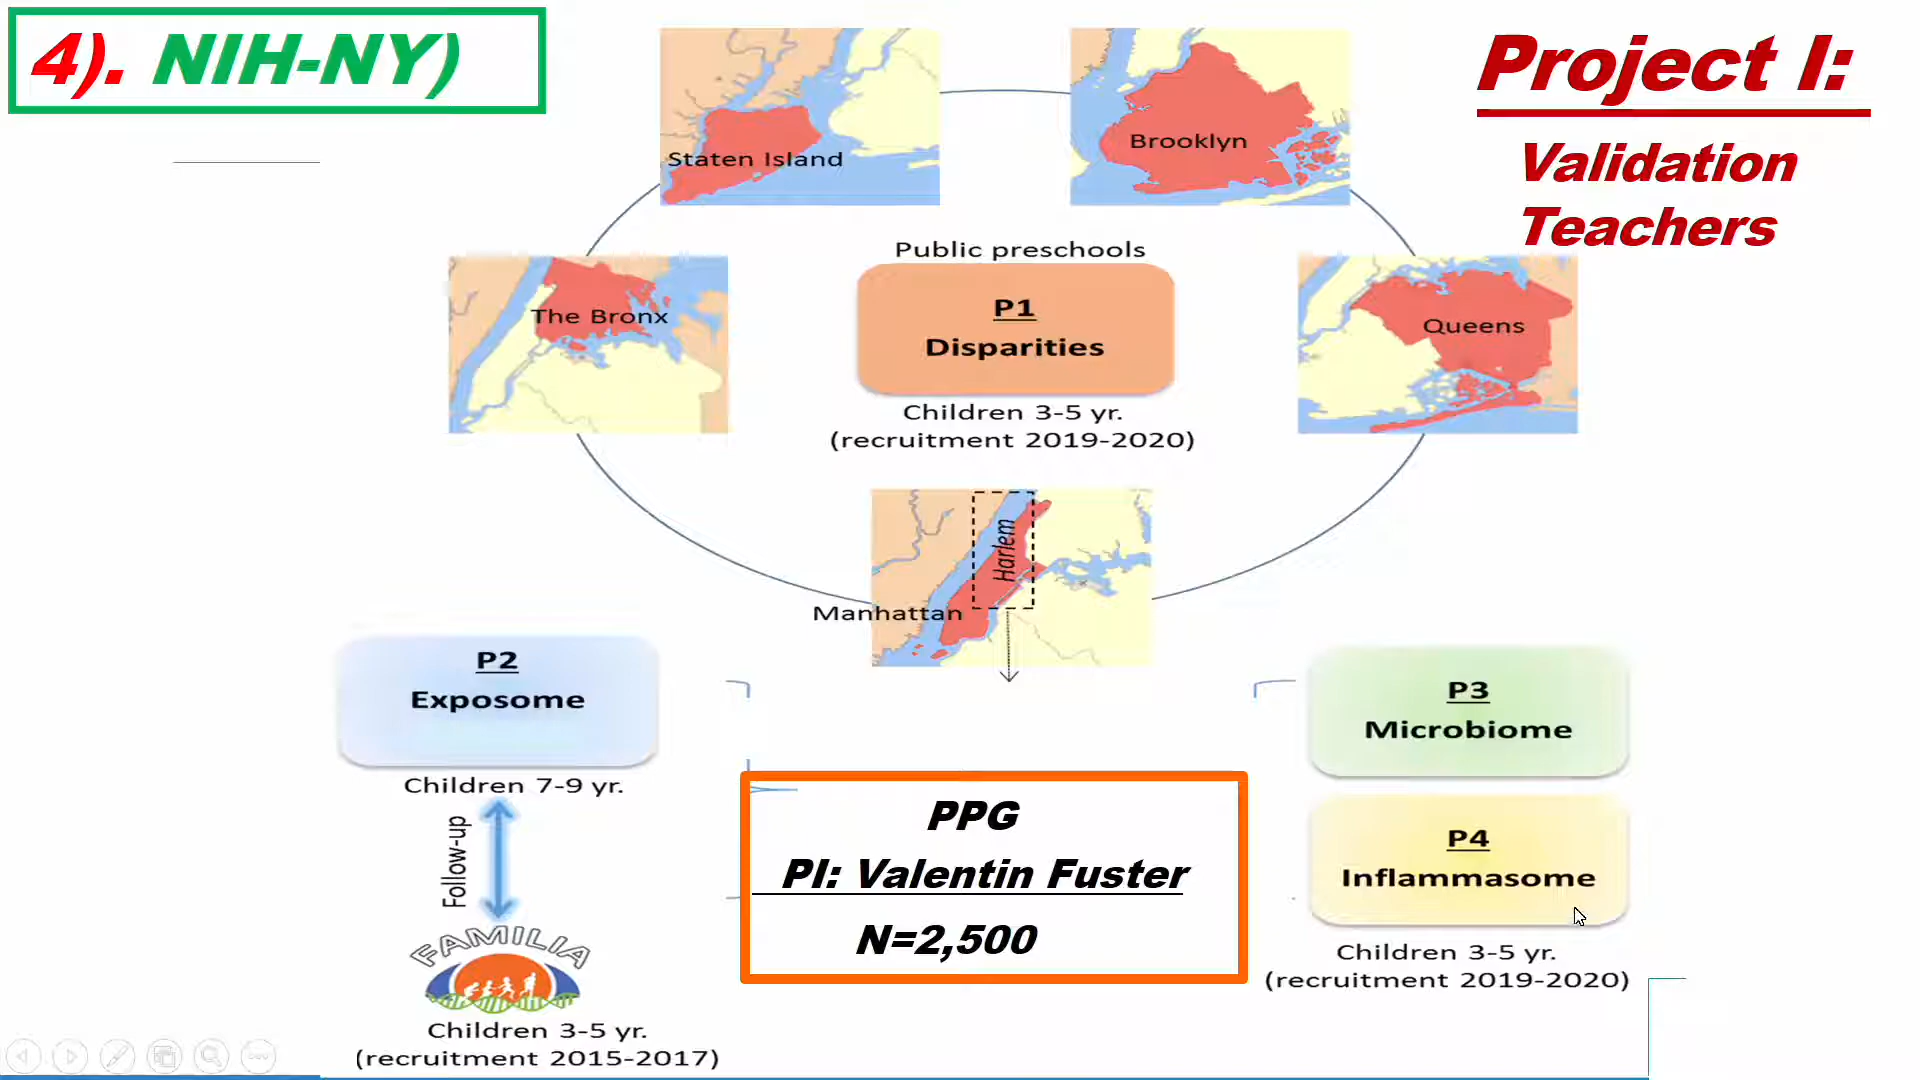 4). NIH-NY)
Project I:
Validation
Teachers
Staten Island
Brooklyn
The Bronx
Queens
Public preschools
P1
Disparities
Children 3-5 yr.
(recruitment 2019-2020)
Harlem
Manhattan
P2
Exposome
Children 7-9 yr.
Follow-up
FAMILIA
Children 3-5 yr.
(recruitment 2015-2017)
PPG
PI: Valentin Fuster
N=2,500
P3
Microbiome
P4
Inflammasome
Children 3-5 yr.
(recruitment 2019-2020)